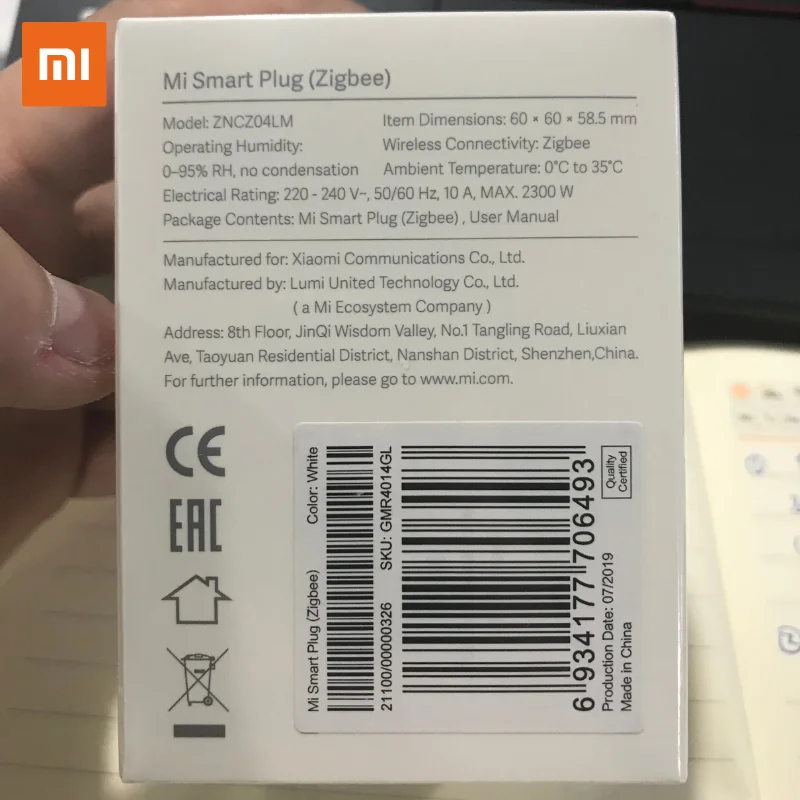 mi
Mi Smart Plug (Zigbee)
Model: ZNCZ04LM
Item Dimensions: 60 × 60 × 58.5 mm
Operating Humidity:
Wireless Connectivity: Zigbee
0–95% RH, no condensation
Ambient Temperature: 0°C to 35°C
Electrical Rating: 220 - 240 V~, 50/60 Hz, 10 A, MAX. 2300 W
Package Contents: Mi Smart Plug (Zigbee) , User Manual
Manufactured for: Xiaomi Communications Co., Ltd.
Manufactured by: Lumi United Technology Co., Ltd.
( a Mi Ecosystem Company )
Address: 8th Floor, JinQi Wisdom Valley, No.1 Tangling Road, Liuxian
Ave, Taoyuan Residential District, Nanshan District, Shenzhen,China.
For further information, please go to www.mi.com.
CE
EAC
Mi Smart Plug (Zigbee)
Color: White
21100/00000326
SKU: GMR4014GL
6 934177 706493
Quality
Certified
Production Date: 07/2019
Made in China